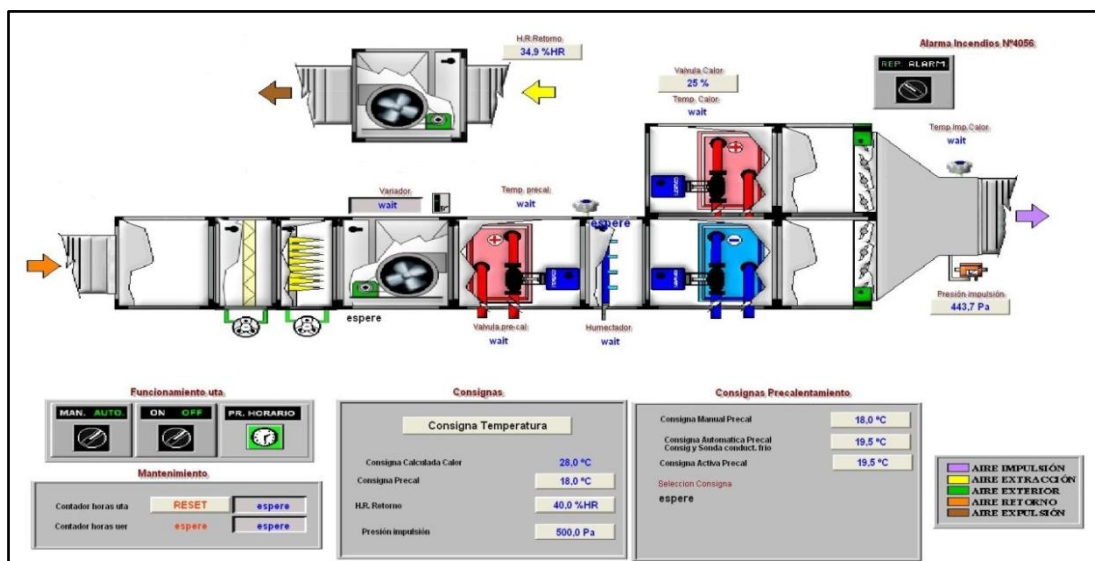 H.R.Retorno
34,9 %HR
Alarma Incendios Nº4056
REP. ALARM
Valvula Calor
25 %
Temp. Calor
wait
Temp.Imp.Calor
wait
Variador
wait
Temp. precal
wait
espere
espere
Valvula pre-cal.
wait
Humectador
wait
Presión impulsión
443,7 Pa
Funcionamiento uta
MAN. AUTO.
ON OFF
PR. HORARIO
Mantenimiento
Contador horas uta
RESET
espere
Contador horas uer
espere
espere
Consignas
Consigna Temperatura
Consigna Calculada Calor
28,0 ºC
Consigna Precal
18,0 ºC
H.R. Retorno
40,0 %HR
Presión impulsión
500,0 Pa
Consignas Precalentamiento
Consigna Manual Precal
18,0 ºC
Consigna Automatica Precal
Consig y Sonda conduct. frio
19,5 ºC
Consigna Activa Precal
19,5 ºC
Seleccion Consigna
espere
AIRE IMPULSIÓN
AIRE EXTRACCIÓN
AIRE EXTERIOR
AIRE RETORNO
AIRE EXPULSIÓN